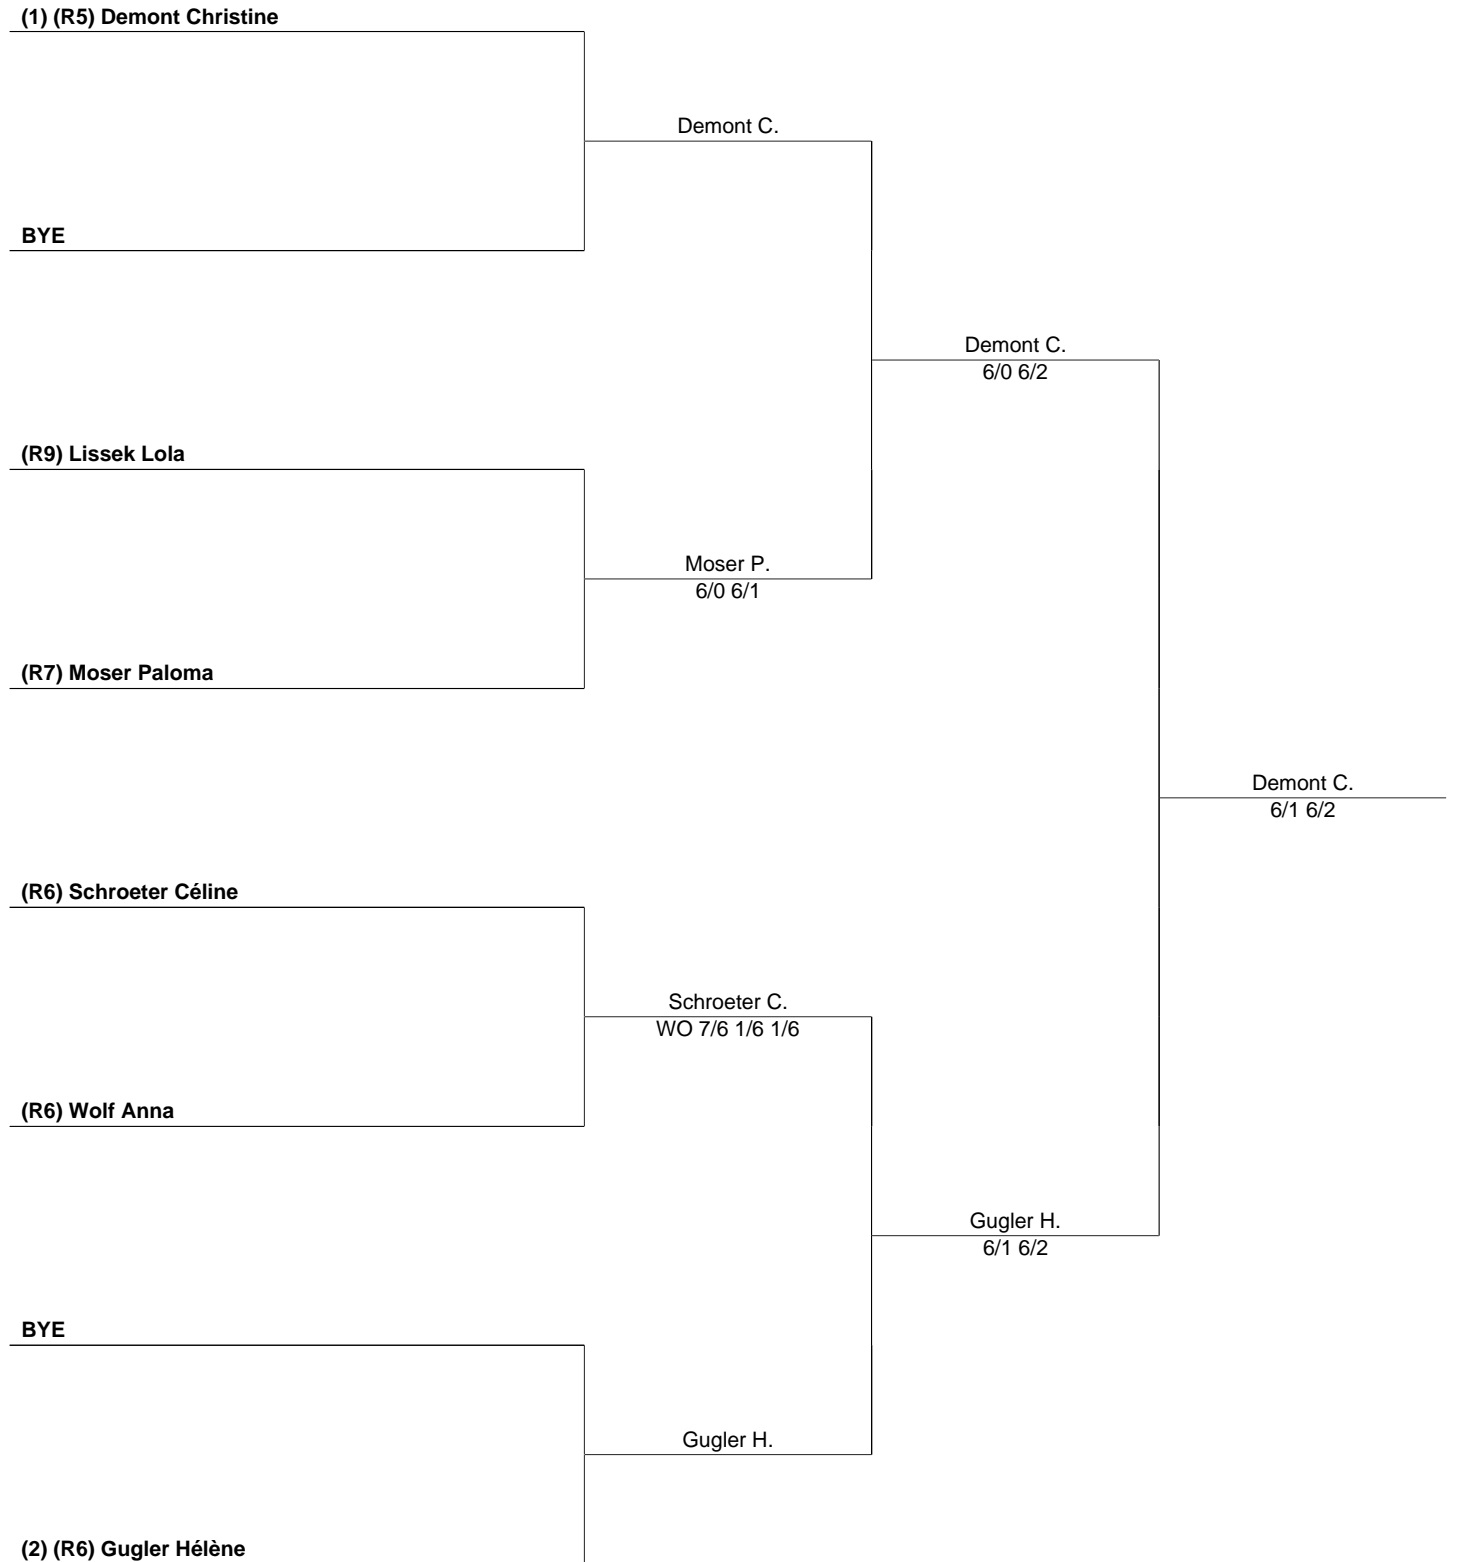 (1) (R5) Demont Christine
Demont C.
BYE
Demont C.
6/0 6/2
(R9) Lissek Lola
Moser P.
6/0 6/1
(R7) Moser Paloma
Demont C.
6/1 6/2
(R6) Schroeter Céline
Schroeter C.
WO 7/6 1/6 1/6
(R6) Wolf Anna
Gugler H.
6/1 6/2
BYE
Gugler H.
(2) (R6) Gugler Hélène